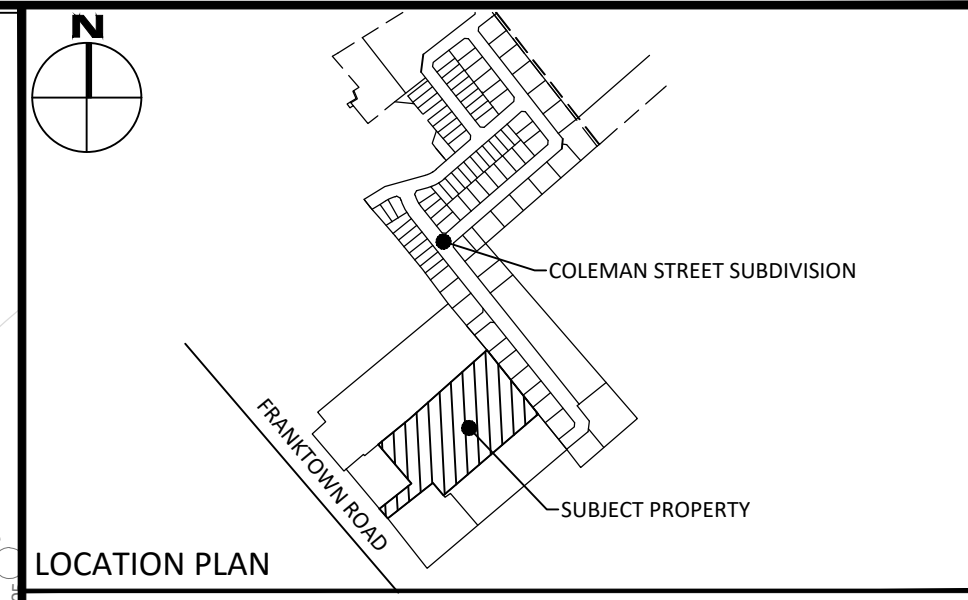 N
COLEMAN STREET SUBDIVISION
FRANKTOWN ROAD
SUBJECT PROPERTY
LOCATION PLAN